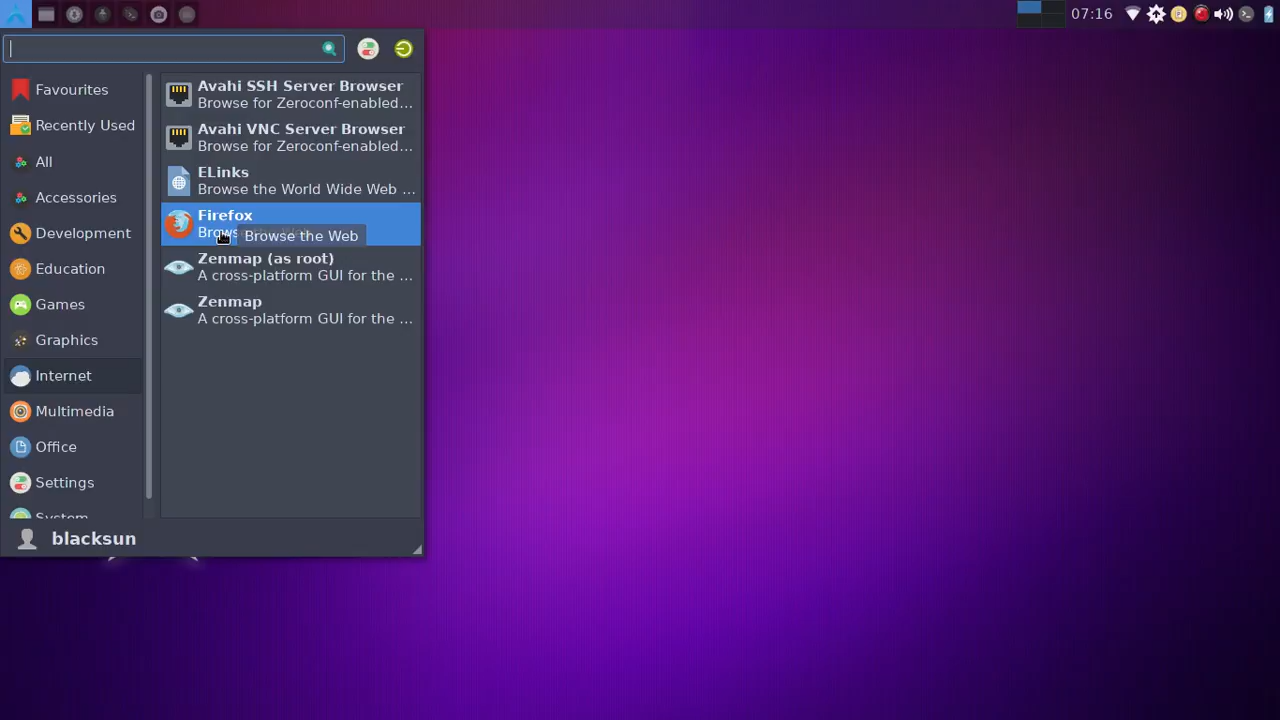 07:16
Favourites
Recently Used
All
Accessories
Development
Education
Games
Graphics
Internet
Multimedia
Office
Settings
System
Avahi SSH Server Browser
Browse for Zeroconf-enabled...
Avahi VNC Server Browser
Browse for Zeroconf-enabled...
ELinks
Browse the World Wide Web ...
Firefox
Brows
Browse the Web
Zenmap (as root)
A cross-platform GUI for the ...
Zenmap
A cross-platform GUI for the ...
blacksun